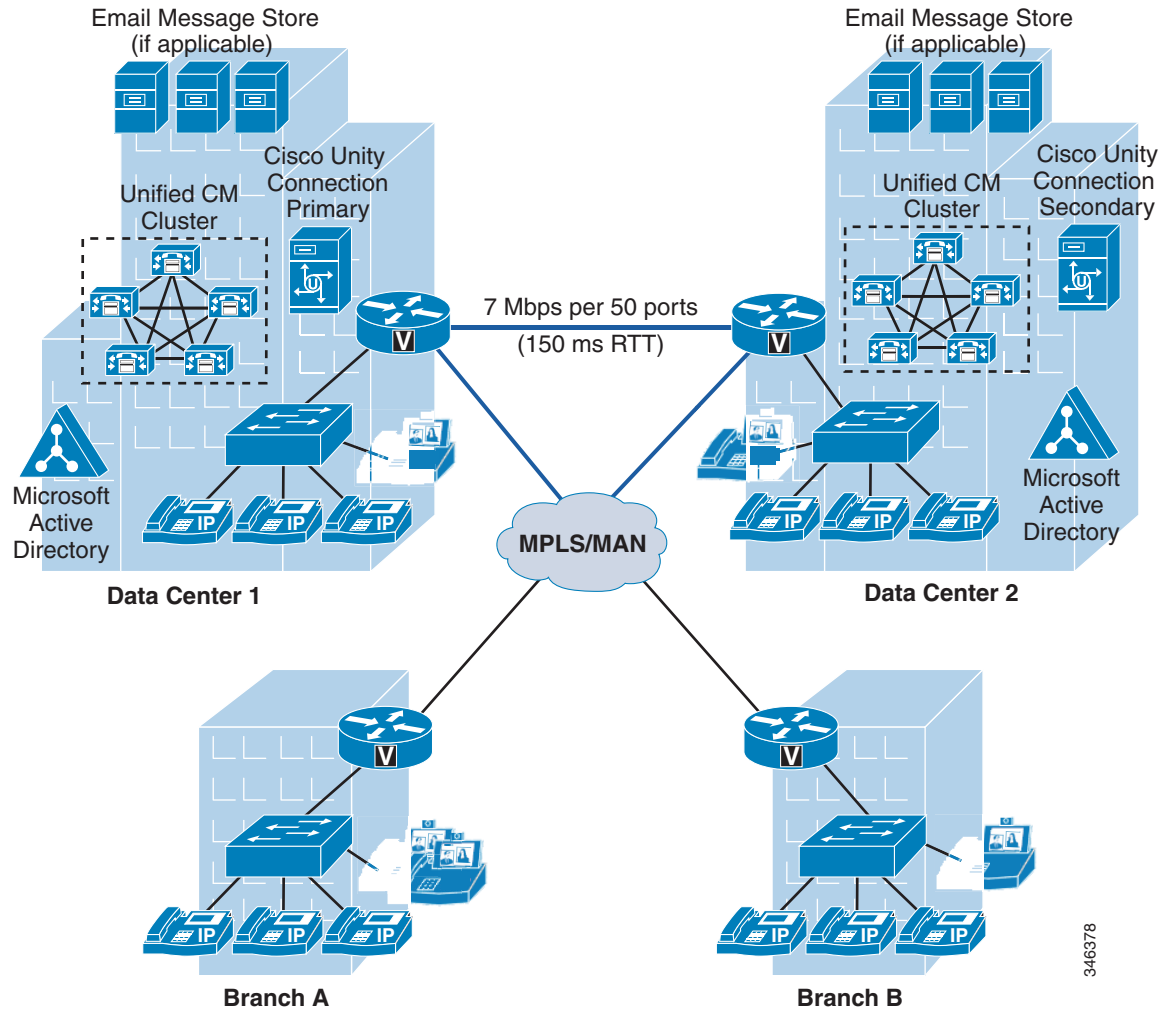 Email Message Store
(if applicable)
Email Message Store
(if applicable)
Cisco Unity
Connection
Primary
Unified CM
Cluster
U
Unified CM
Cluster
Cisco Unity
Connection
Secondary
U
7 Mbps per 50 ports
(150 ms RTT)
V
V
Microsoft
Active
Directory
IP
IP
IP
IP
IP
IP
Microsoft
Active
Directory
MPLS/MAN
Data Center 1
Data Center 2
V
V
IP
IP
IP
IP
IP
IP
Branch A
Branch B
346378